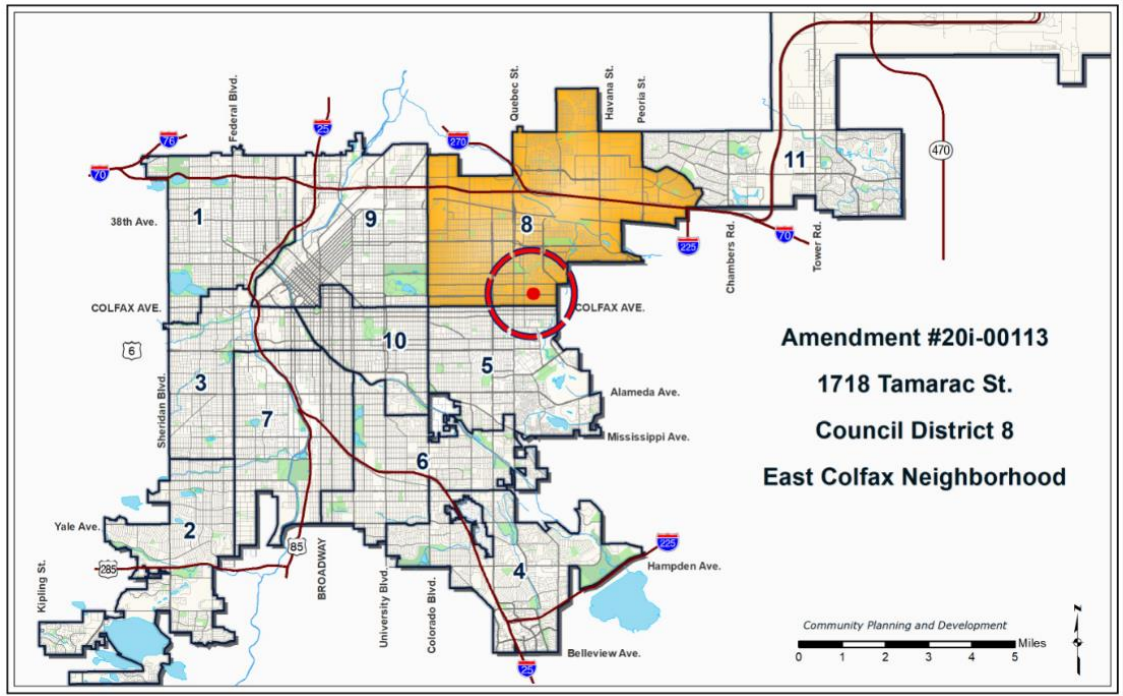 Federal Blvd.
Quebec St.
Havana St.
Peoria St.
76
25
270
70
470
11
1
9
8
38th Ave.
225
70
Chambers Rd.
Tower Rd.
COLFAX AVE.
COLFAX AVE.
6
10
5
3
Sheridan Blvd.
7
Alameda Ave.
Mississippi Ave.
6
Amendment #20i-00113
1718 Tamarac St.
Council District 8
East Colfax Neighborhood
Yale Ave.
2
85
285
BROADWAY
University Blvd.
Colorado Blvd.
4
225
Hampden Ave.
Kipling St.
Belleview Ave.
25
Community Planning and Development
Miles
0 1 2 3 4 5
N